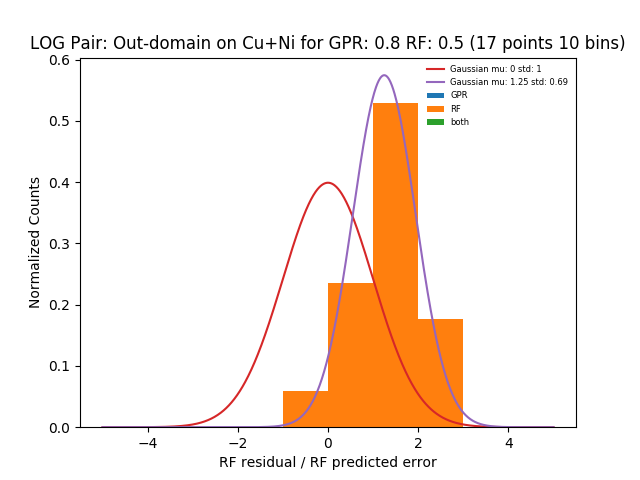 LOG Pair: Out-domain on Cu+Ni for GPR: 0.8 RF: 0.5 (17 points 10 bins)
Gaussian mu: 0 std: 1
Gaussian mu: 1.25 std: 0.69
GPR
RF
both
0.6
0.5
0.4
0.3
0.2
0.1
0.0
Normalized Counts
−4 −2 0 2 4
RF residual / RF predicted error